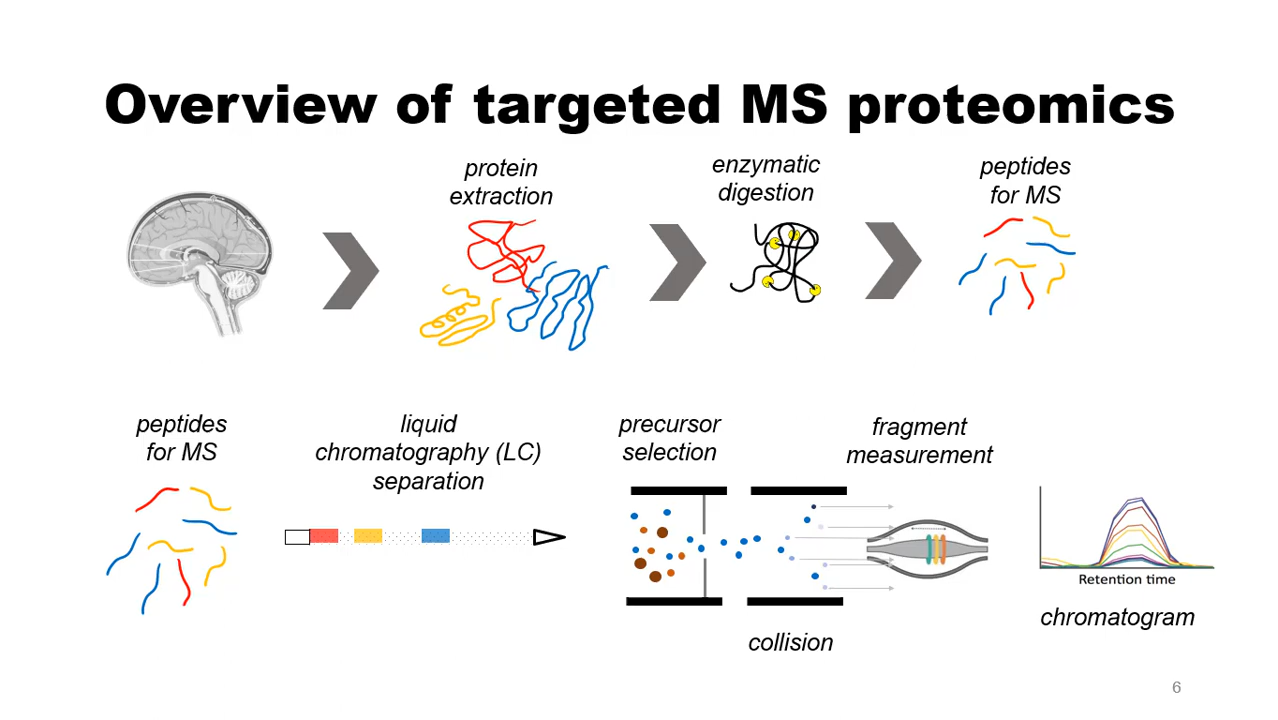 Overview of targeted MS proteomics
protein
extraction
enzymatic
digestion
peptides
for MS
peptides
for MS
liquid
chromatography (LC)
separation
precursor
selection
collision
fragment
measurement
Retention time
chromatogram
6